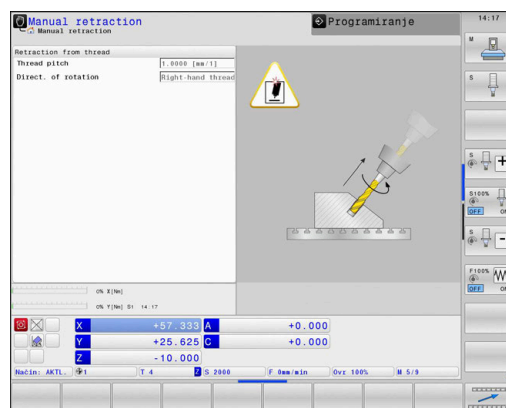 Manual retraction
Manual retraction
Programiranje
14:17
Retraction from thread
Thread pitch 1.0000 [mm/1]
Direct. of rotation Right-hand thread
M
S
S
S100%
OFF ON
S
F100% W
OFF ON
0% X[Nm]
0% Y[Nm] S1 14:17
X +57.333 A +0.000
Y +25.625 C +0.000
Z -10.000
Način: AKTL. 1 T 4 Z S 2000 F 0mm/min Ovr 100% M 5/9